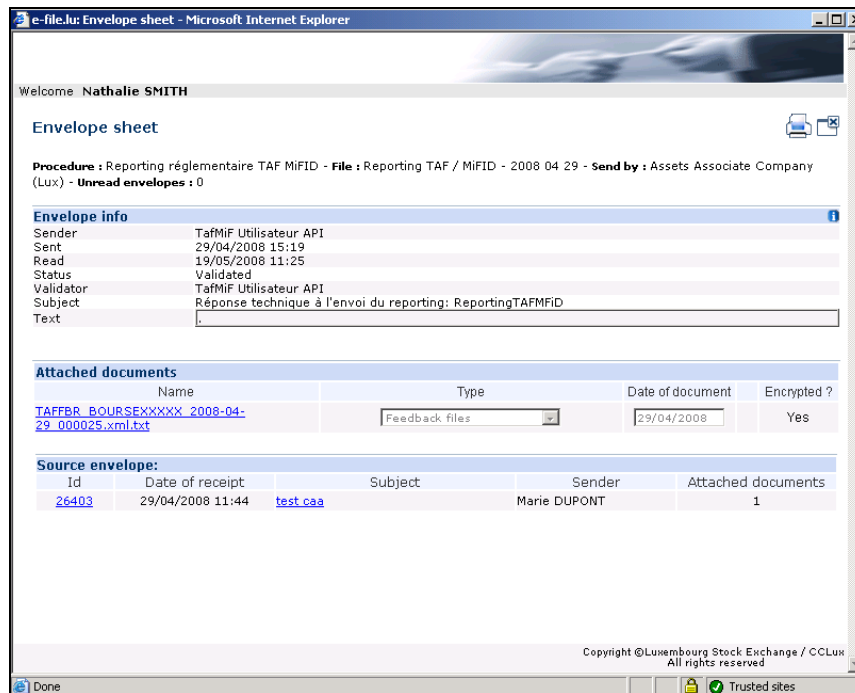 e-file.lu: Envelope sheet - Microsoft Internet Explorer
Welcome Nathalie SMITH
Envelope sheet
Procedure : Reporting réglementaire TAF MiFID - File : Reporting TAF / MiFID - 2008 04 29 - Send by : Assets Associate Company
(Lux) - Unread envelopes : 0
Envelope info
Sender TafMiF Utilisateur API
Sent 29/04/2008 15:19
Read 19/05/2008 11:25
Status Validated
Validator TafMiF Utilisateur API
Subject Réponse technique à l'envoi du reporting: ReportingTAFMFiD
Text .
Attached documents
Name Type Date of document Encrypted ?
TAFFBR_BOURSEXXXXX_2008-04-
29_000025.xml.txt Feedback files 29/04/2008 Yes
Source envelope:
Id Date of receipt Subject Sender Attached documents
26403 29/04/2008 11:44 test caa Marie DUPONT 1
Copyright ©Luxembourg Stock Exchange / CCLux
All rights reserved
Done Trusted sites